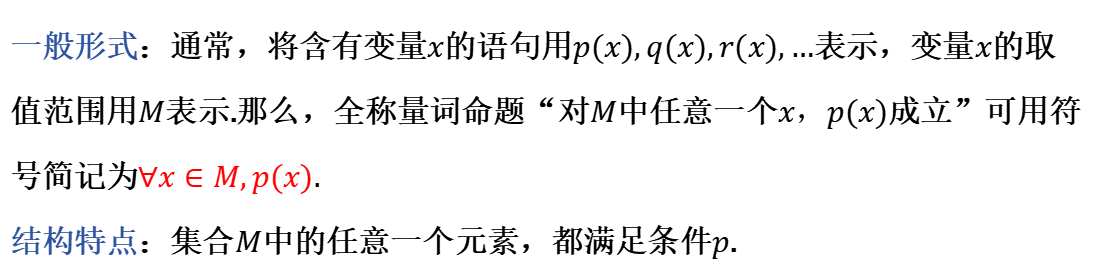 一般形式：通常，将含有变量x的语句用p(x), q(x), r(x), …表示，变量x的取
值范围用M表示.那么，全称量词命题“对M中任意一个x，p(x)成立”可用符
号简记为∀x ∈ M, p(x).
结构特点：集合M中的任意一个元素，都满足条件p.